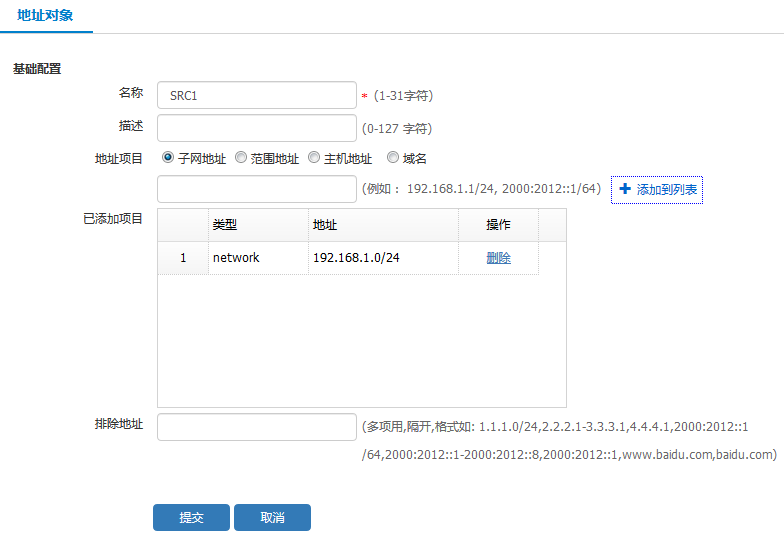 地址对象
基础配置
名称 SRC1 * (1-31字符)
描述 (0-127 字符)
地址项目 子网地址 范围地址 主机地址 域名
(例如： 192.168.1.1/24, 2000:2012::1/64) 添加到列表
已添加项目 类型 地址 操作
1 network 192.168.1.0/24 删除
排除地址 (多项用,隔开,格式如: 1.1.1.0/24,2.2.2.1-3.3.3.1,4.4.4.1,2000:2012::1
/64,2000:2012::1-2000:2012::8,2000:2012::1,www.baidu.com,baidu.com)
提交 取消